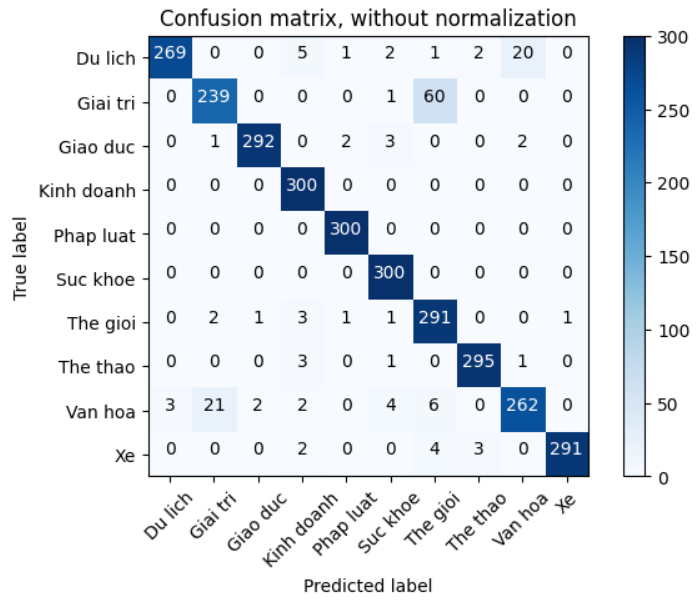 Confusion matrix, without normalization
True label
Du lich 269 0 0 5 1 2 1 2 20 0
Giai tri 0 239 0 0 0 1 60 0 0 0
Giao duc 0 1 292 0 2 3 0 0 2 0
Kinh doanh 0 0 0 300 0 0 0 0 0 0
Phap luat 0 0 0 0 300 0 0 0 0 0
Suc khoe 0 0 0 0 0 300 0 0 0 0
The gioi 0 2 1 3 1 1 291 0 0 1
The thao 0 0 0 3 0 1 0 295 1 0
Van hoa 3 21 2 2 0 4 6 0 262 0
Xe 0 0 0 2 0 0 4 3 0 291
Du lich Giai tri Giao duc Kinh doanh Phap luat Suc khoe The gioi The thao Van hoa Xe
Predicted label
300
250
200
150
100
50
0